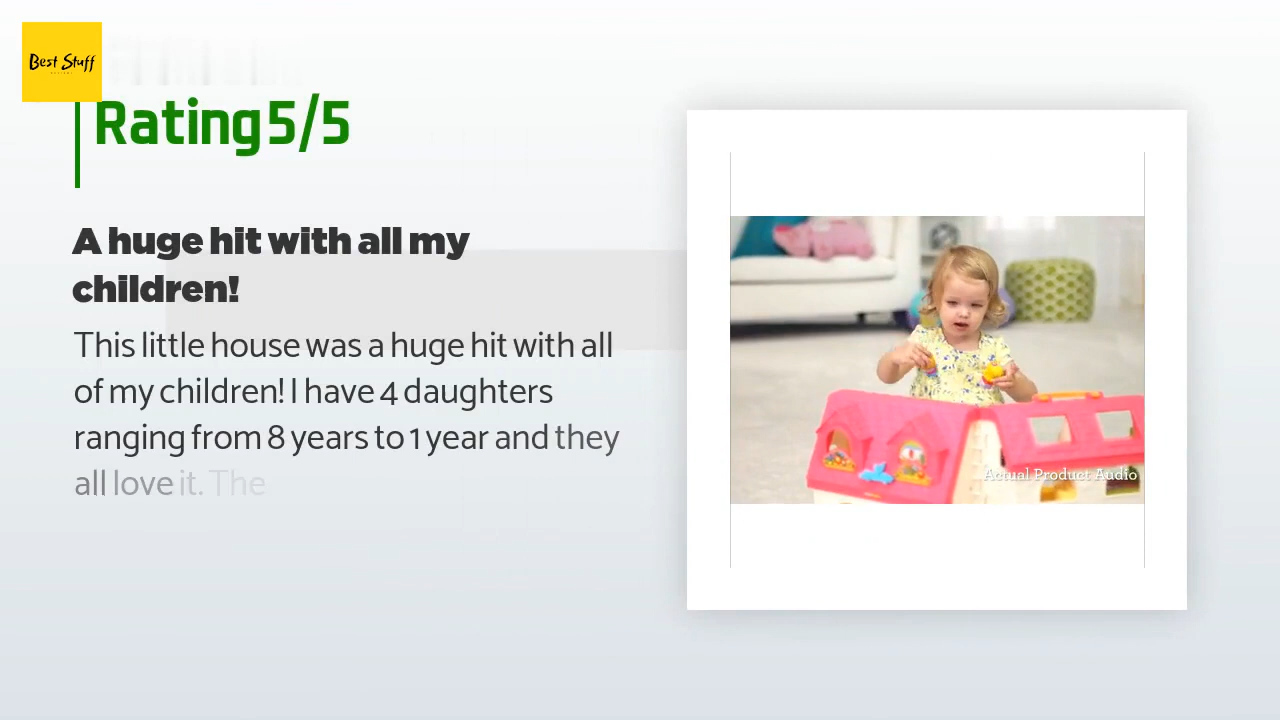 Best Stuff
Rating 5/5
A huge hit with all my
children!
This little house was a huge hit with all
of my children! I have 4 daughters
ranging from 8 years to 1 year and they
all love it. The
Actual Product Audio